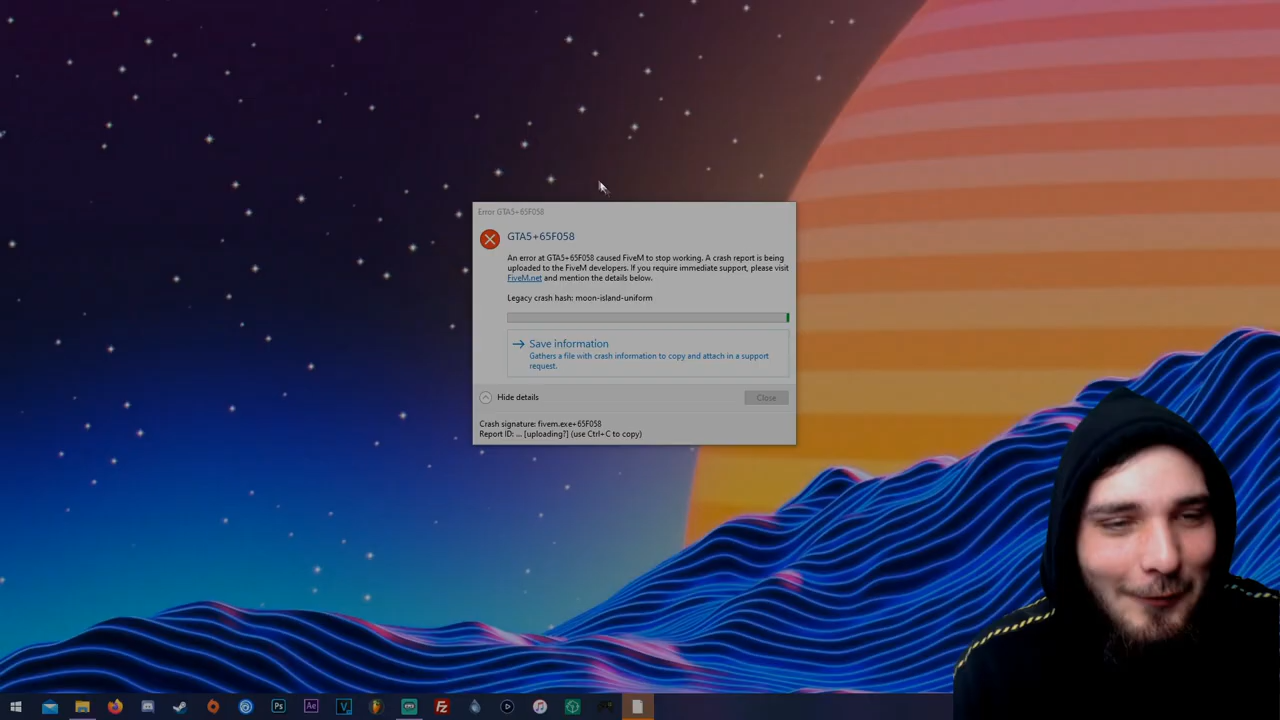 Error GTA5+65F058
GTA5+65F058
An error at GTA5+65F058 caused FiveM to stop working. A crash report is being
uploaded to the FiveM developers. If you require immediate support, please visit
FiveM.net and mention the details below.
Legacy crash hash: moon-island-uniform
Save information
Gathers a file with crash information to copy and attach in a support
request.
Hide details
Close
Crash signature: fivem.exe+65F058
Report ID: ... [uploading?] (use Ctrl+C to copy)
Ps
Ae
V
Fz